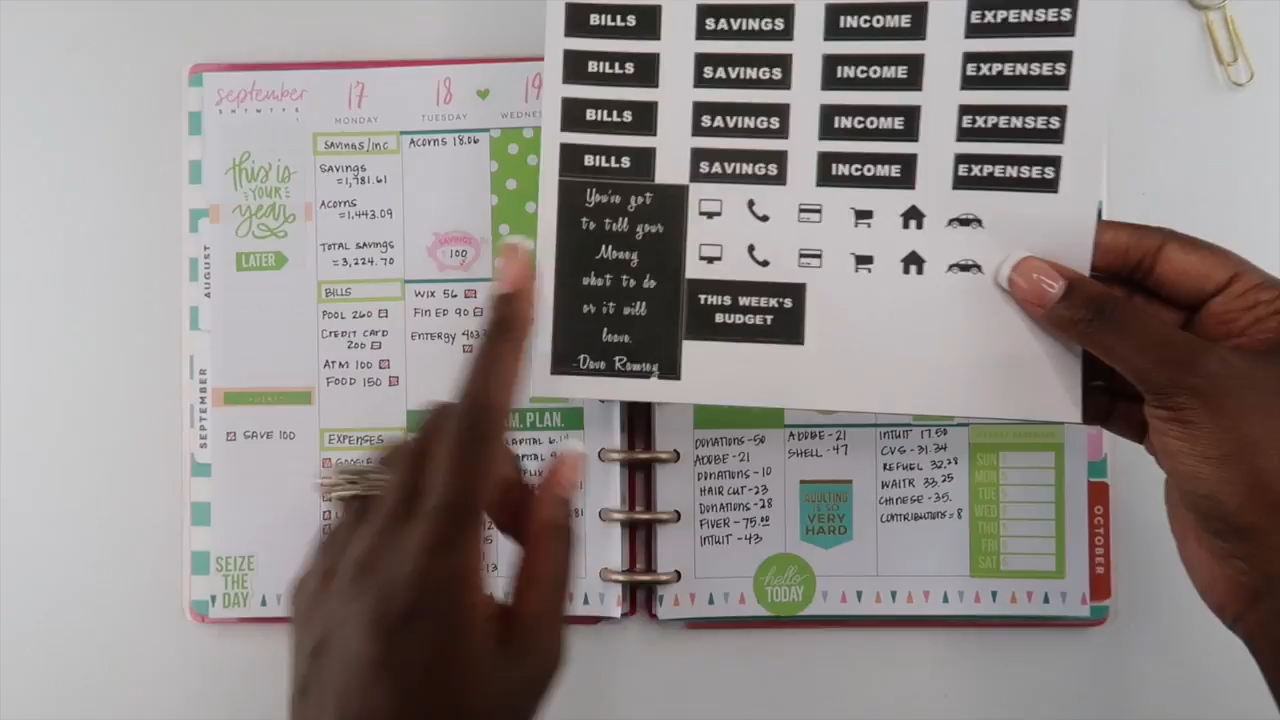 BILLS SAVINGS INCOME EXPENSES
BILLS SAVINGS INCOME EXPENSES
BILLS SAVINGS INCOME EXPENSES
BILLS SAVINGS INCOME EXPENSES
You've got
to tell your
Money
what to do
or it will
leave.
-Dave Ramsey
THIS WEEK'S
BUDGET
september
17
18
19
MONDAY
TUESDAY
this is
YOUR
year
LATER
AUGUST
SEPTEMBER
SAVE 100
SEIZE
THE
DAY
SAVINGS/INC
SAVINGS
=1,781.61
ACORNS
=1,443.09
TOTAL SAVINGS
=3,224.70
BILLS
POOL 260
CREDIT CARD
200
ATM 100
FOOD 150
EXPENSES
ACORNS 18.06
SAVINGS
100
WIX 56
FIN ED 90
ENTERGY
PLAN.
DONATIONS-50
ADOBE-21
DONATIONS-10
HAIR CUT-23
DONATIONS-28
FIVER-75.00
INTUIT-43
ADOBE-21
SHELL-47
ADULTING
IS SO
VERY
HARD
hello
TODAY
INTUIT 17.50
CVS-31.34
REFUEL 32.28
WAITR 33.25
CHINESE-35.
CONTRIBUTIONS=8
SUN
MON
TUE
WED
THU
FRI
SAT
OCTOBER